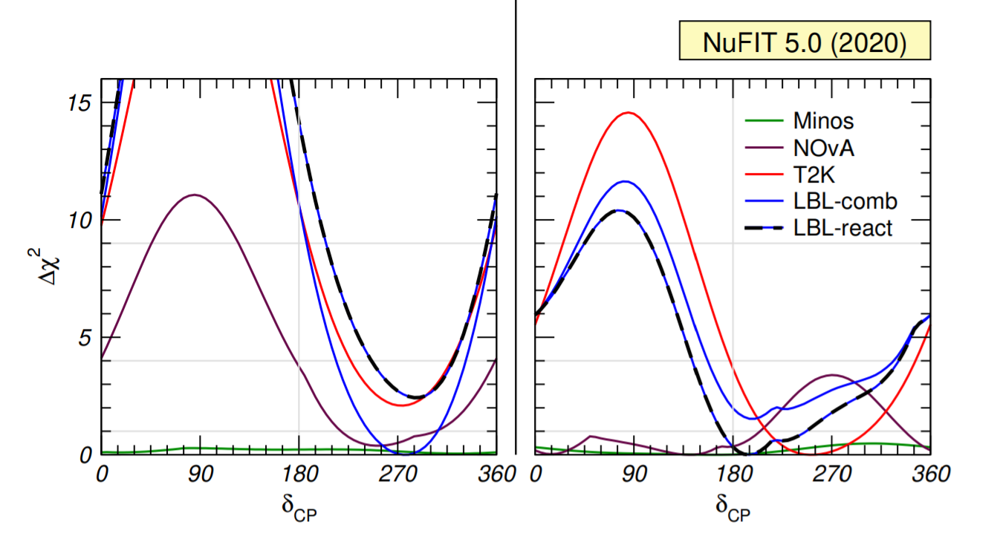 NuFIT 5.0 (2020)
Δχ²
15
10
5
0
0 90 180 270 360
δCP
Minos
NOvA
T2K
LBL-comb
LBL-react
0 90 180 270 360
δCP